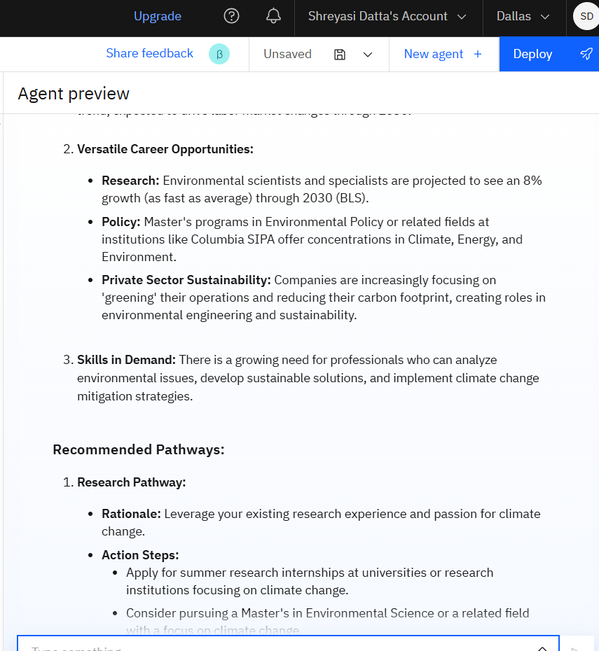 Upgrade Shreyasi Datta's Account Dallas SD
Share feedback β Unsaved New agent + Deploy
Agent preview
2. Versatile Career Opportunities:
• Research: Environmental scientists and specialists are projected to see an 8%
growth (as fast as average) through 2030 (BLS).
• Policy: Master's programs in Environmental Policy or related fields at
institutions like Columbia SIPA offer concentrations in Climate, Energy, and
Environment.
• Private Sector Sustainability: Companies are increasingly focusing on
'greening' their operations and reducing their carbon footprint, creating roles in
environmental engineering and sustainability.
3. Skills in Demand: There is a growing need for professionals who can analyze
environmental issues, develop sustainable solutions, and implement climate change
mitigation strategies.
Recommended Pathways:
1. Research Pathway:
• Rationale: Leverage your existing research experience and passion for climate
change.
• Action Steps:
• Apply for summer research internships at universities or research
institutions focusing on climate change.
• Consider pursuing a Master's in Environmental Science or a related field
with a focus on climate change.
Type something